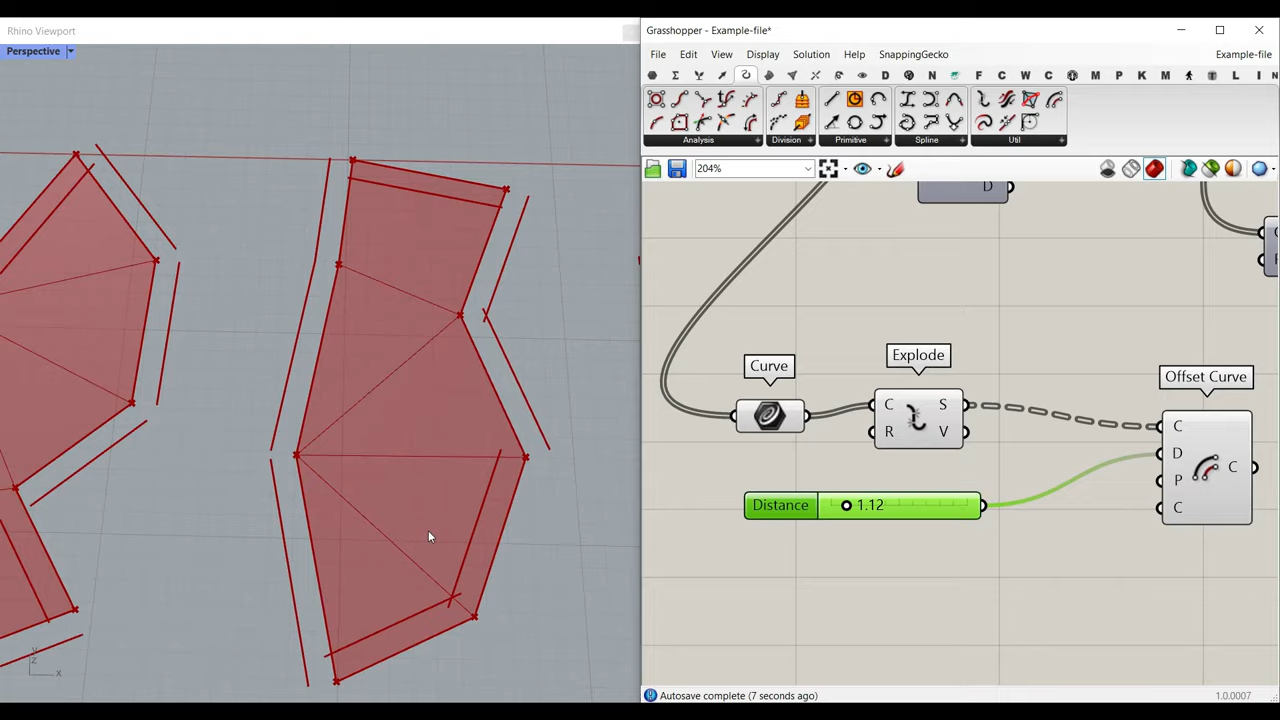 Rhino Viewport
Perspective
z
x
Grasshopper - Example-file*
File Edit View Display Solution Help SnappingGecko Example-file
D N F C W C M P K M L I N
Analysis Division Primitive Spline Util
204%
D
Curve
Explode
Offset Curve
C S
R V
C
D
P
C
C
Distance 1.12
Autosave complete (7 seconds ago)
1.0.0007